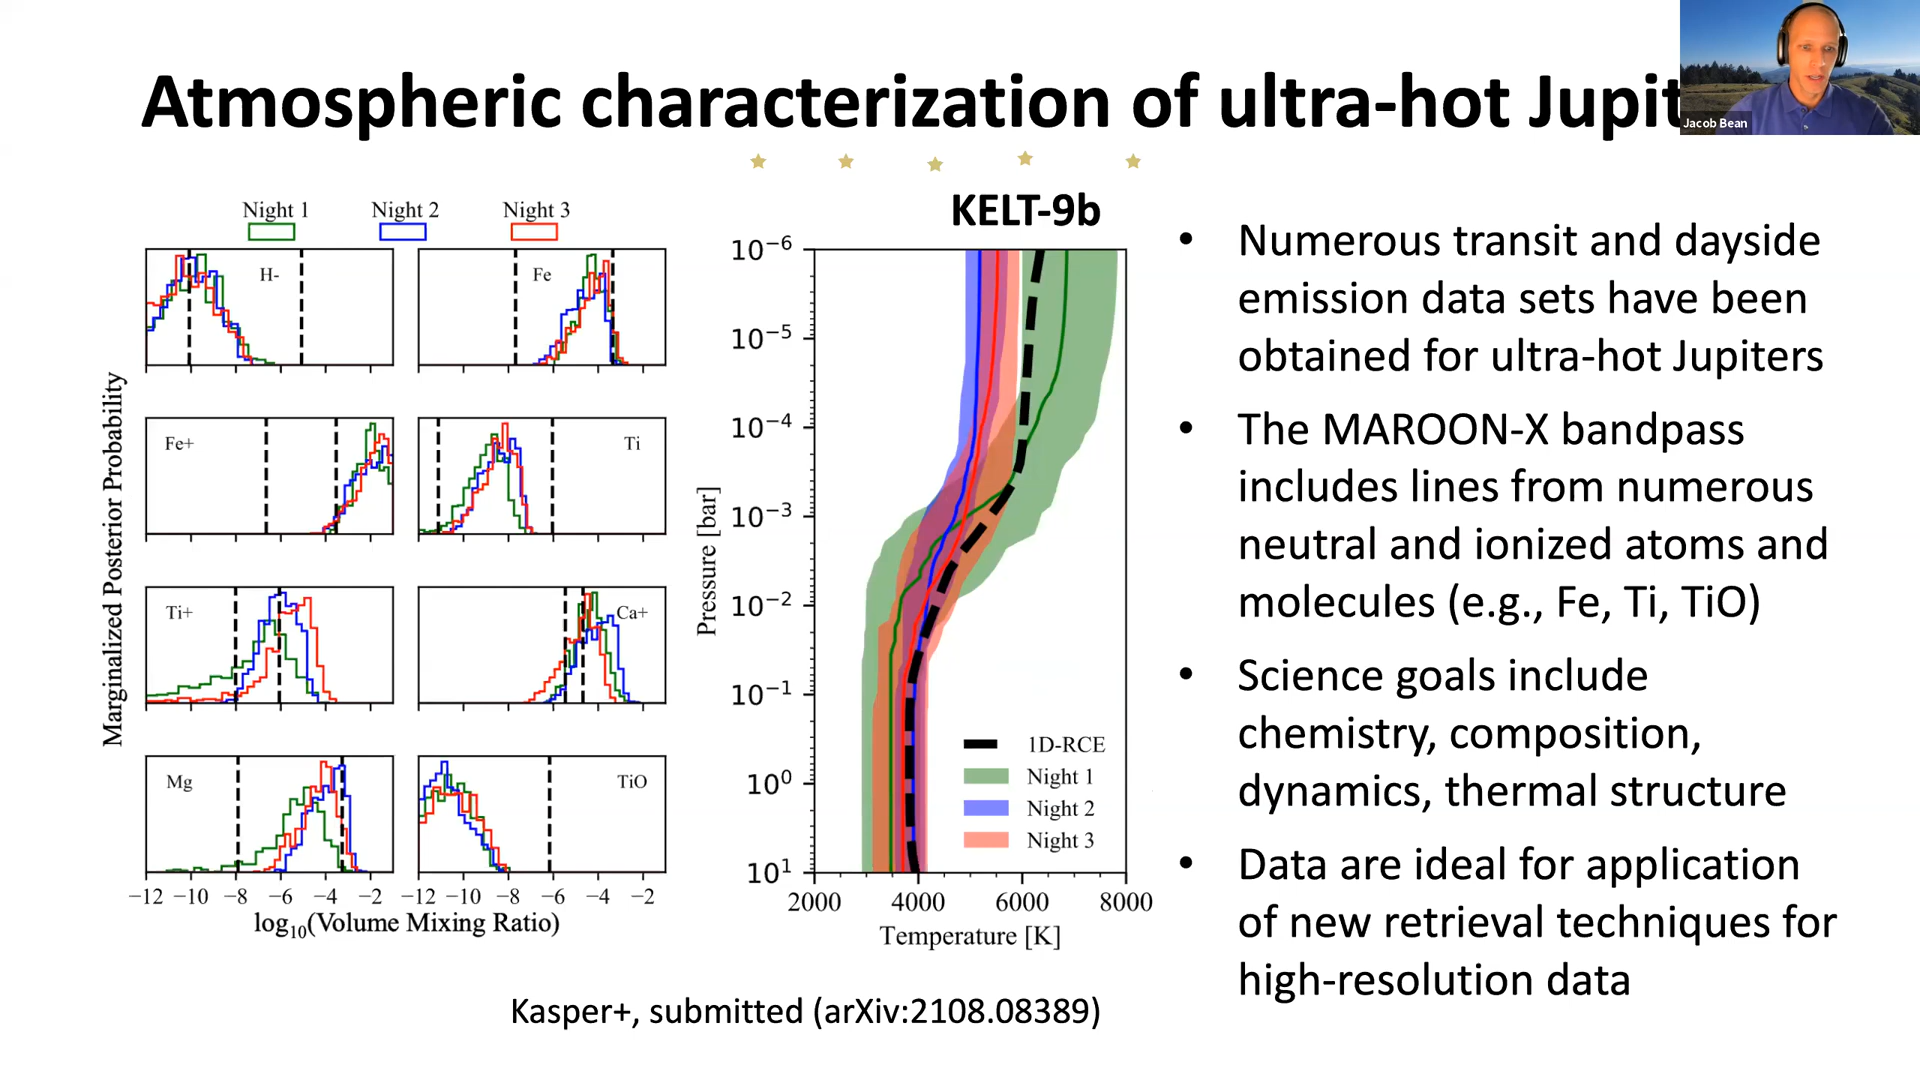 Atmospheric characterization of ultra-hot Jupit
Jacob Bean
Night 1
Night 2
Night 3
H-
Fe
Fe+
Ti
Ti+
Ca+
Mg
TiO
Marginalized Posterior Probability
−12 −10 −8 −6 −4 −2
−12 −10 −8 −6 −4 −2
log10(Volume Mixing Ratio)
KELT-9b
10−6
10−5
10−4
10−3
10−2
10−1
100
101
Pressure [bar]
1D-RCE
Night 1
Night 2
Night 3
2000 4000 6000 8000
Temperature [K]
Kasper+, submitted (arXiv:2108.08389)
• Numerous transit and dayside
emission data sets have been
obtained for ultra-hot Jupiters
• The MAROON-X bandpass
includes lines from numerous
neutral and ionized atoms and
molecules (e.g., Fe, Ti, TiO)
• Science goals include
chemistry, composition,
dynamics, thermal structure
• Data are ideal for application
of new retrieval techniques for
high-resolution data